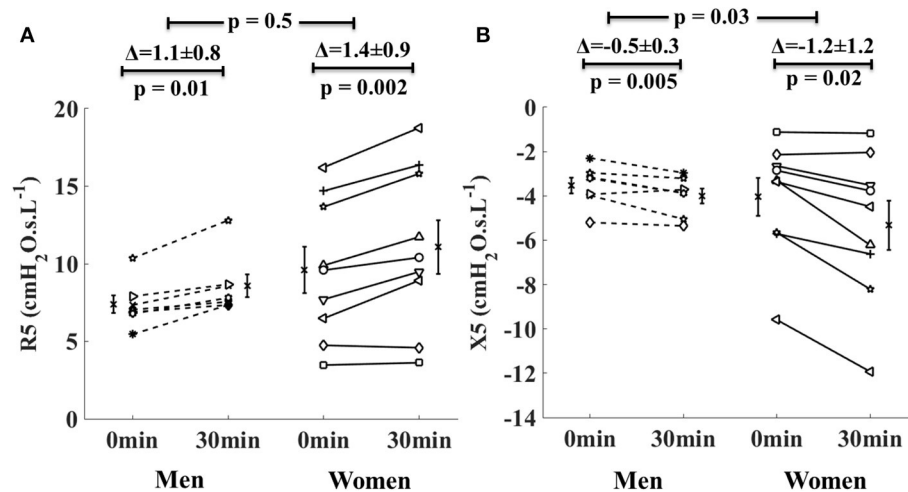 A
p = 0.5
Δ=1.1±0.8
Δ=1.4±0.9
p = 0.01
p = 0.002
R5 (cmH₂O.s.L⁻¹)
20
15
10
5
0
0min 30min 0min 30min
Men Women
B
p = 0.03
Δ=-0.5±0.3
Δ=-1.2±1.2
p = 0.005
p = 0.02
X5 (cmH₂O.s.L⁻¹)
0
-2
-4
-6
-8
-10
-12
-14
0min 30min 0min 30min
Men Women